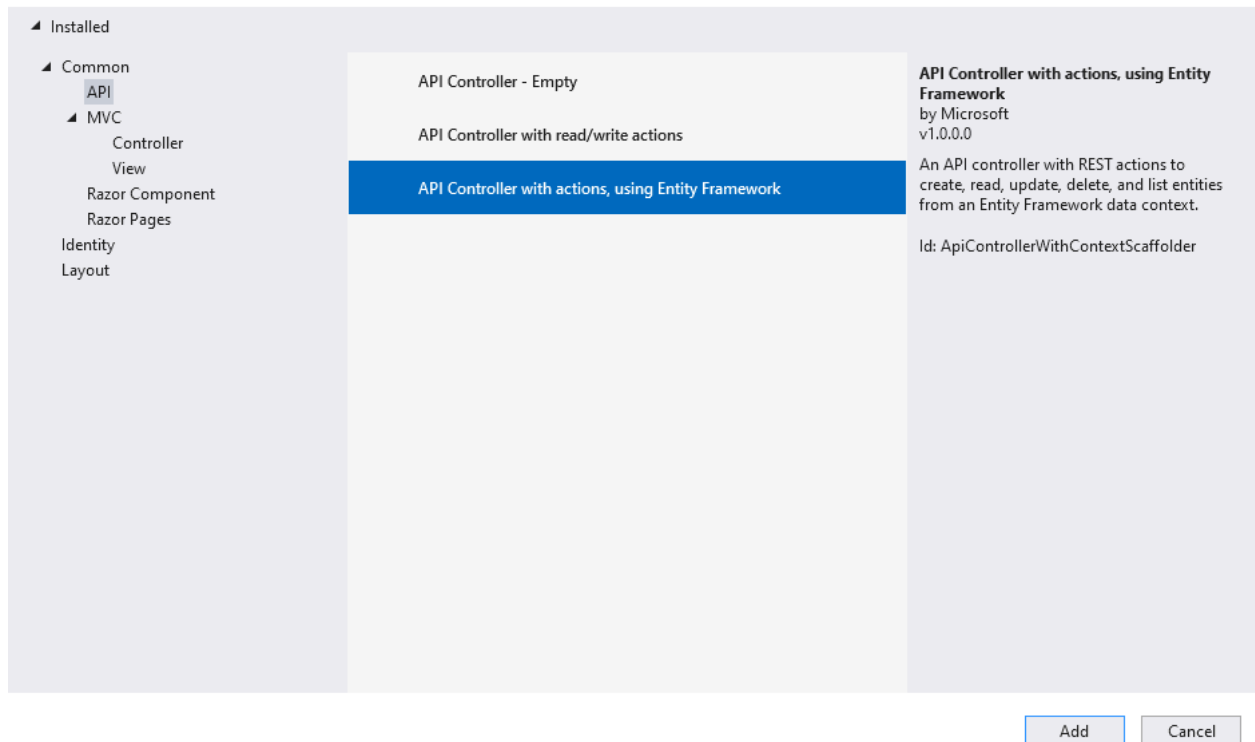 Installed
Common
API
MVC
Controller
View
Razor Component
Razor Pages
Identity
Layout
API Controller - Empty
API Controller with read/write actions
API Controller with actions, using Entity Framework
API Controller with actions, using Entity
Framework
by Microsoft
v1.0.0.0
An API controller with REST actions to
create, read, update, delete, and list entities
from an Entity Framework data context.
Id: ApiControllerWithContextScaffolder
Add
Cancel